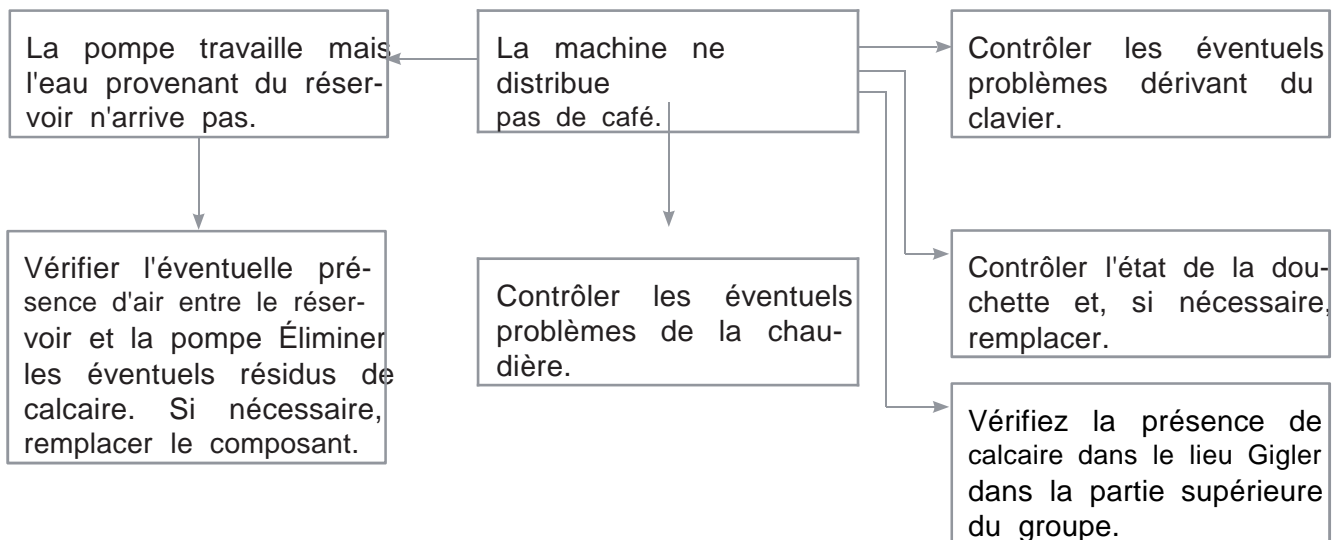 La pompe travaille mais
l'eau provenant du réser-
voir n'arrive pas.
La machine ne
distribue
pas de café.
Contrôler les éventuels
problèmes dérivant du
clavier.
Vérifier l'éventuelle pré-
sence d'air entre le réser-
voir et la pompe Éliminer
les éventuels résidus de
calcaire. Si nécessaire,
remplacer le composant.
Contrôler les éventuels
problèmes de la chau-
dière.
Contrôler l'état de la dou-
chette et, si nécessaire,
remplacer.
Vérifiez la présence de
calcaire dans le lieu Gigler
dans la partie supérieure
du groupe.